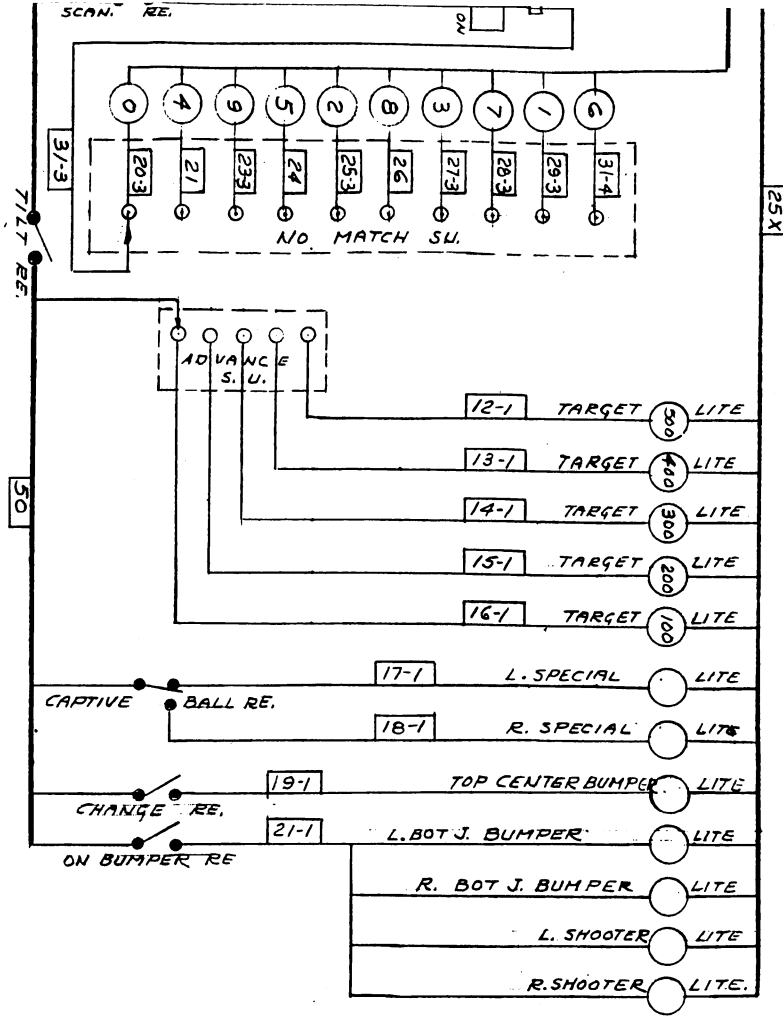 SCAN. RE.
ON
0 4 9 5 2 8 3 7 1 6
31-3
20-3 21 23-3 24 25-3 26 27-3 28-3 29-3 31-4
25X
NO MATCH SW.
TILT RE.
ADVANCE
S.U.
12-1 TARGET 500 LITE
13-1 TARGET 400 LITE
50
14-1 TARGET 300 LITE
15-1 TARGET 200 LITE
16-1 TARGET 100 LITE
17-1 L. SPECIAL LITE
CAPTIVE BALL RE.
18-1 R. SPECIAL LITE
19-1 TOP CENTER BUMPER LITE
CHANGE RE.
21-1 L. BOT J. BUMPER LITE
ON BUMPER RE
R. BOT J. BUMPER LITE
L. SHOOTER LITE
R. SHOOTER LITE.